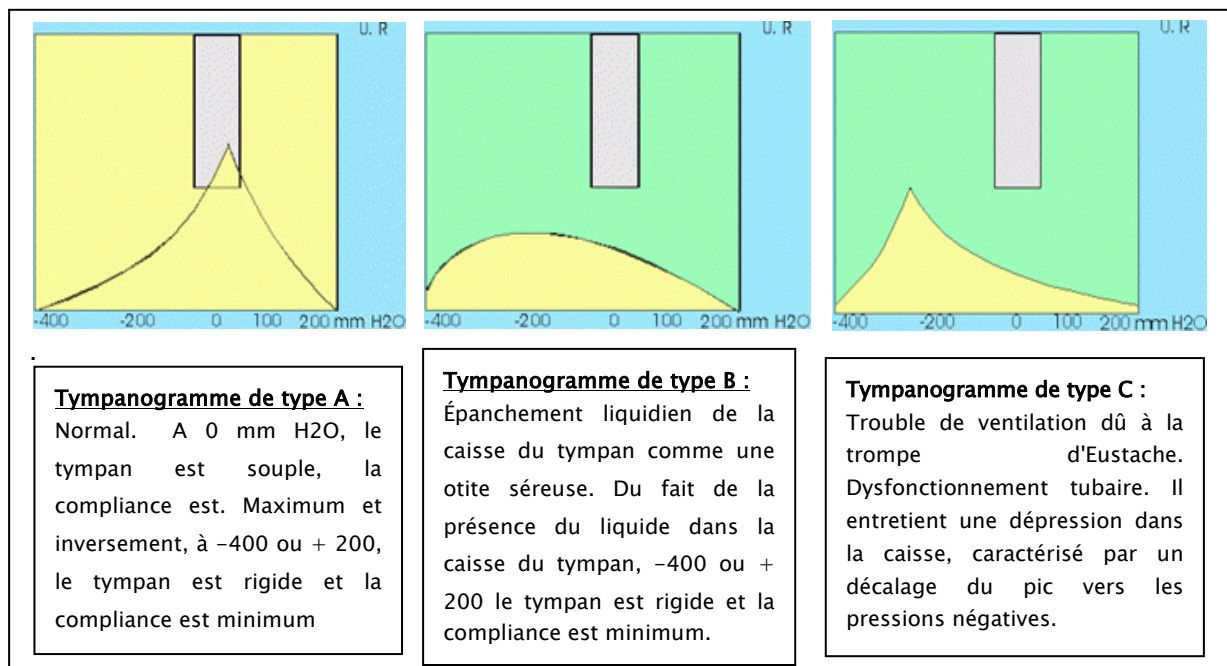 U. R
U. R
U. R
-400 -200 0 100 200 mm H2O
-400 -200 0 100 200 mm H2O
-400 -200 0 100 200 mm H2O
.
Tympanogramme de type A :
Normal. A 0 mm H2O, le
tympan est souple, la
compliance est. Maximum et
inversement, à -400 ou + 200,
le tympan est rigide et la
compliance est minimum
Tympanogramme de type B :
Épanchement liquidien de la
caisse du tympan comme une
otite séreuse. Du fait de la
présence du liquide dans la
caisse du tympan, -400 ou +
200 le tympan est rigide et la
compliance est minimum.
Tympanogramme de type C :
Trouble de ventilation dû à la
trompe d'Eustache.
Dysfonctionnement tubaire. Il
entretient une dépression dans
la caisse, caractérisé par un
décalage du pic vers les
pressions négatives.